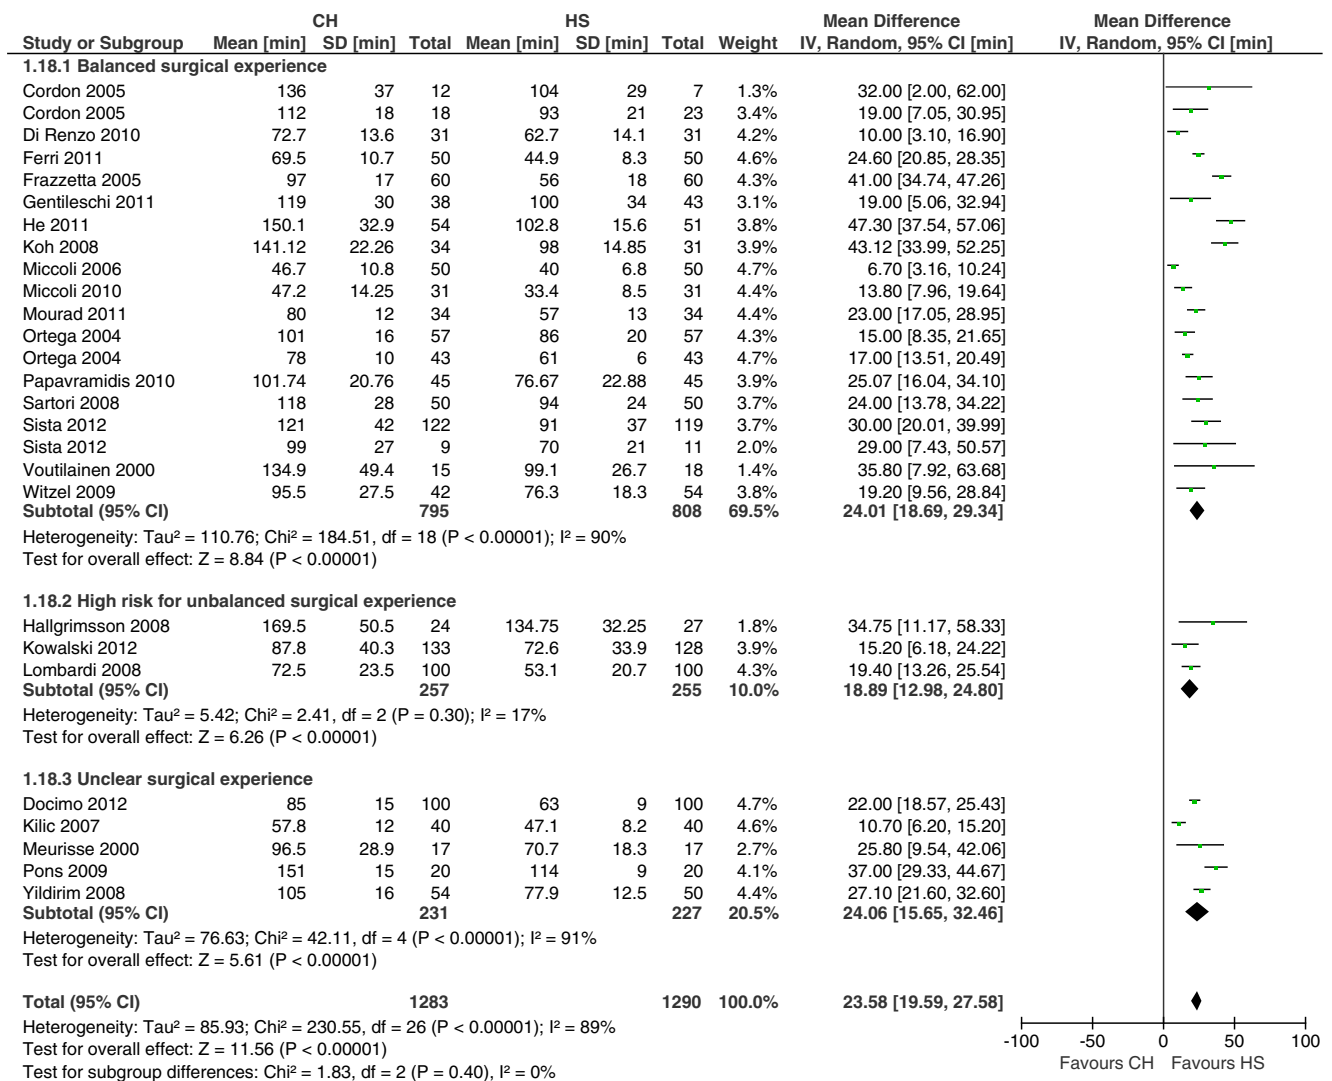 CH HS Mean Difference Mean Difference
Study or Subgroup Mean [min] SD [min] Total Mean [min] SD [min] Total Weight IV, Random, 95% CI [min] IV, Random, 95% CI [min]
1.18.1 Balanced surgical experience
Cordon 2005 136 37 12 104 29 7 1.3% 32.00 [2.00, 62.00]
Cordon 2005 112 18 18 93 21 23 3.4% 19.00 [7.05, 30.95]
Di Renzo 2010 72.7 13.6 31 62.7 14.1 31 4.2% 10.00 [3.10, 16.90]
Ferri 2011 69.5 10.7 50 44.9 8.3 50 4.6% 24.60 [20.85, 28.35]
Frazzetta 2005 97 17 60 56 18 60 4.3% 41.00 [34.74, 47.26]
Gentileschi 2011 119 30 38 100 34 43 3.1% 19.00 [5.06, 32.94]
He 2011 150.1 32.9 54 102.8 15.6 51 3.8% 47.30 [37.54, 57.06]
Koh 2008 141.12 22.26 34 98 14.85 31 3.9% 43.12 [33.99, 52.25]
Miccoli 2006 46.7 10.8 50 40 6.8 50 4.7% 6.70 [3.16, 10.24]
Miccoli 2010 47.2 14.25 31 33.4 8.5 31 4.4% 13.80 [7.96, 19.64]
Mourad 2011 80 12 34 57 13 34 4.4% 23.00 [17.05, 28.95]
Ortega 2004 101 16 57 86 20 57 4.3% 15.00 [8.35, 21.65]
Ortega 2004 78 10 43 61 6 43 4.7% 17.00 [13.51, 20.49]
Papavramidis 2010 101.74 20.76 45 76.67 22.88 45 3.9% 25.07 [16.04, 34.10]
Sartori 2008 118 28 50 94 24 50 3.7% 24.00 [13.78, 34.22]
Sista 2012 121 42 122 91 37 119 3.8% 30.00 [20.01, 39.99]
Sista 2012 99 27 9 70 21 11 2.0% 29.00 [7.43, 50.57]
Voutilainen 2000 134.9 49.4 15 99.1 26.7 18 1.4% 35.80 [7.92, 63.68]
Witzel 2009 95.5 27.5 42 76.3 18.3 54 3.8% 19.20 [9.56, 28.84]
Subtotal (95% CI) 795 808 69.5% 24.01 [18.69, 29.34]
Heterogeneity: Tau² = 110.76; Chi² = 184.51, df = 18 (P < 0.00001); I² = 90%
Test for overall effect: Z = 8.84 (P < 0.00001)
1.18.2 High risk for unbalanced surgical experience
Hallgrimsson 2008 169.5 50.5 24 134.75 32.25 27 1.8% 34.75 [11.17, 58.33]
Kowalski 2012 87.8 40.3 133 72.6 33.9 128 3.9% 15.20 [6.18, 24.22]
Lombardi 2008 72.5 23.5 100 53.1 20.7 100 4.3% 19.40 [13.26, 25.54]
Subtotal (95% CI) 257 255 10.0% 18.89 [12.98, 24.80]
Heterogeneity: Tau² = 5.42; Chi² = 2.41, df = 2 (P = 0.30); I² = 17%
Test for overall effect: Z = 6.26 (P < 0.00001)
1.18.3 Unclear surgical experience
Docimo 2012 85 15 100 63 9 100 4.7% 22.00 [18.57, 25.43]
Kilic 2007 57.8 12 40 47.1 8.2 40 4.6% 10.70 [6.20, 15.20]
Meurisse 2000 96.5 28.9 17 70.7 18.3 17 2.7% 25.80 [9.54, 42.06]
Pons 2009 151 15 20 114 9 20 4.1% 37.00 [29.33, 44.67]
Yildirim 2008 105 16 54 77.9 12.5 50 4.4% 27.10 [21.60, 32.60]
Subtotal (95% CI) 231 227 20.5% 24.06 [15.65, 32.46]
Heterogeneity: Tau² = 76.63; Chi² = 42.11, df = 4 (P < 0.00001); I² = 91%
Test for overall effect: Z = 5.61 (P < 0.00001)
Total (95% CI) 1283 1290 100.0% 23.58 [19.59, 27.58]
Heterogeneity: Tau² = 85.93; Chi² = 230.55, df = 26 (P < 0.00001); I² = 89%
Test for overall effect: Z = 11.56 (P < 0.00001)
Test for subgroup differences: Chi² = 1.83, df = 2 (P = 0.40), I² = 0%
-100 -50 0 50 100
Favours CH Favours HS